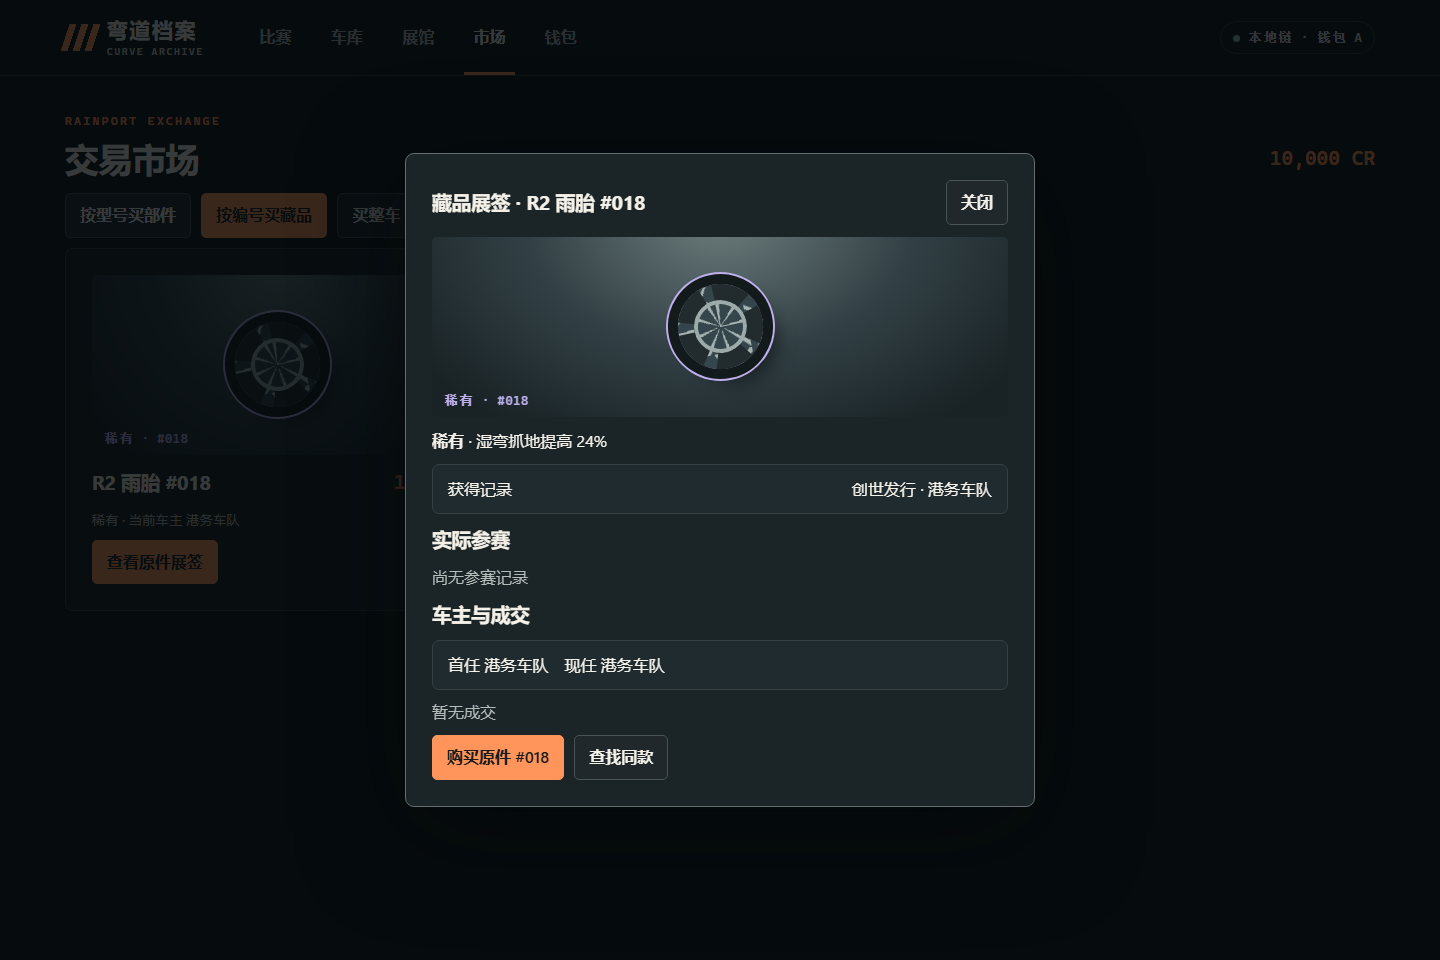 弯道档案
CURVE ARCHIVE
比赛 车库 展馆 市场 钱包
本地链 · 钱包 A
RAINPORT EXCHANGE
交易市场
10,000 CR
按型号买部件 按编号买藏品 买整车
稀有 · #018
R2 雨胎 #018
稀有 · 当前车主 港务车队
查看原件展签
藏品展签 · R2 雨胎 #018
关闭
稀有 · #018
稀有 · 湿弯抓地提高 24%
获得记录 创世发行 · 港务车队
实际参赛
尚无参赛记录
车主与成交
首任 港务车队 现任 港务车队
暂无成交
购买原件 #018 查找同款